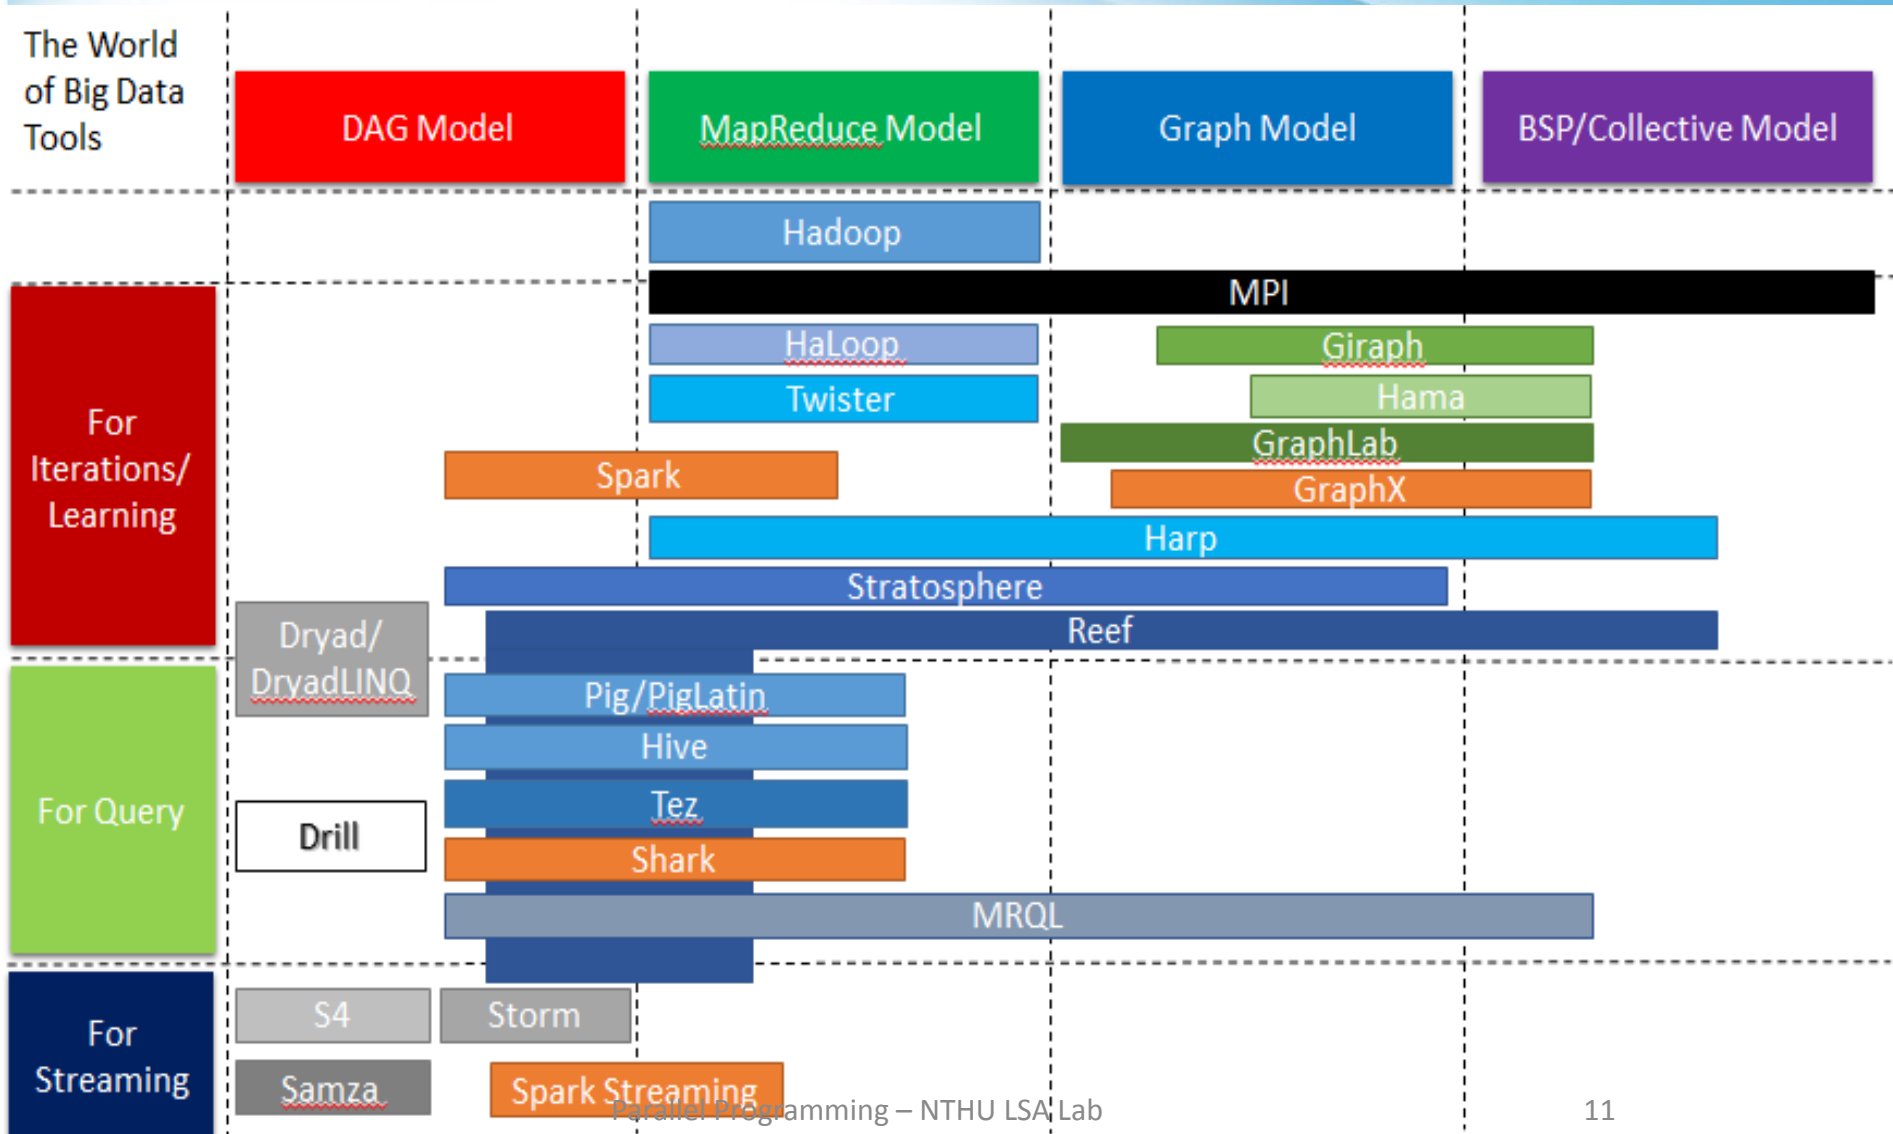 The World
of Big Data
Tools
DAG Model
MapReduce Model
Graph Model
BSP/Collective Model
Hadoop
MPI
For
Iterations/
Learning
HaLoop
Giraph
Twister
Hama
GraphLab
Spark
GraphX
Harp
Stratosphere
Dryad/
DryadLINQ
Reef
For Query
Pig/PigLatin
Hive
Tez
Drill
Shark
MRQL
For
Streaming
S4
Storm
Samza
Spark Streaming
Parallel Programming – NTHU LSA Lab
11